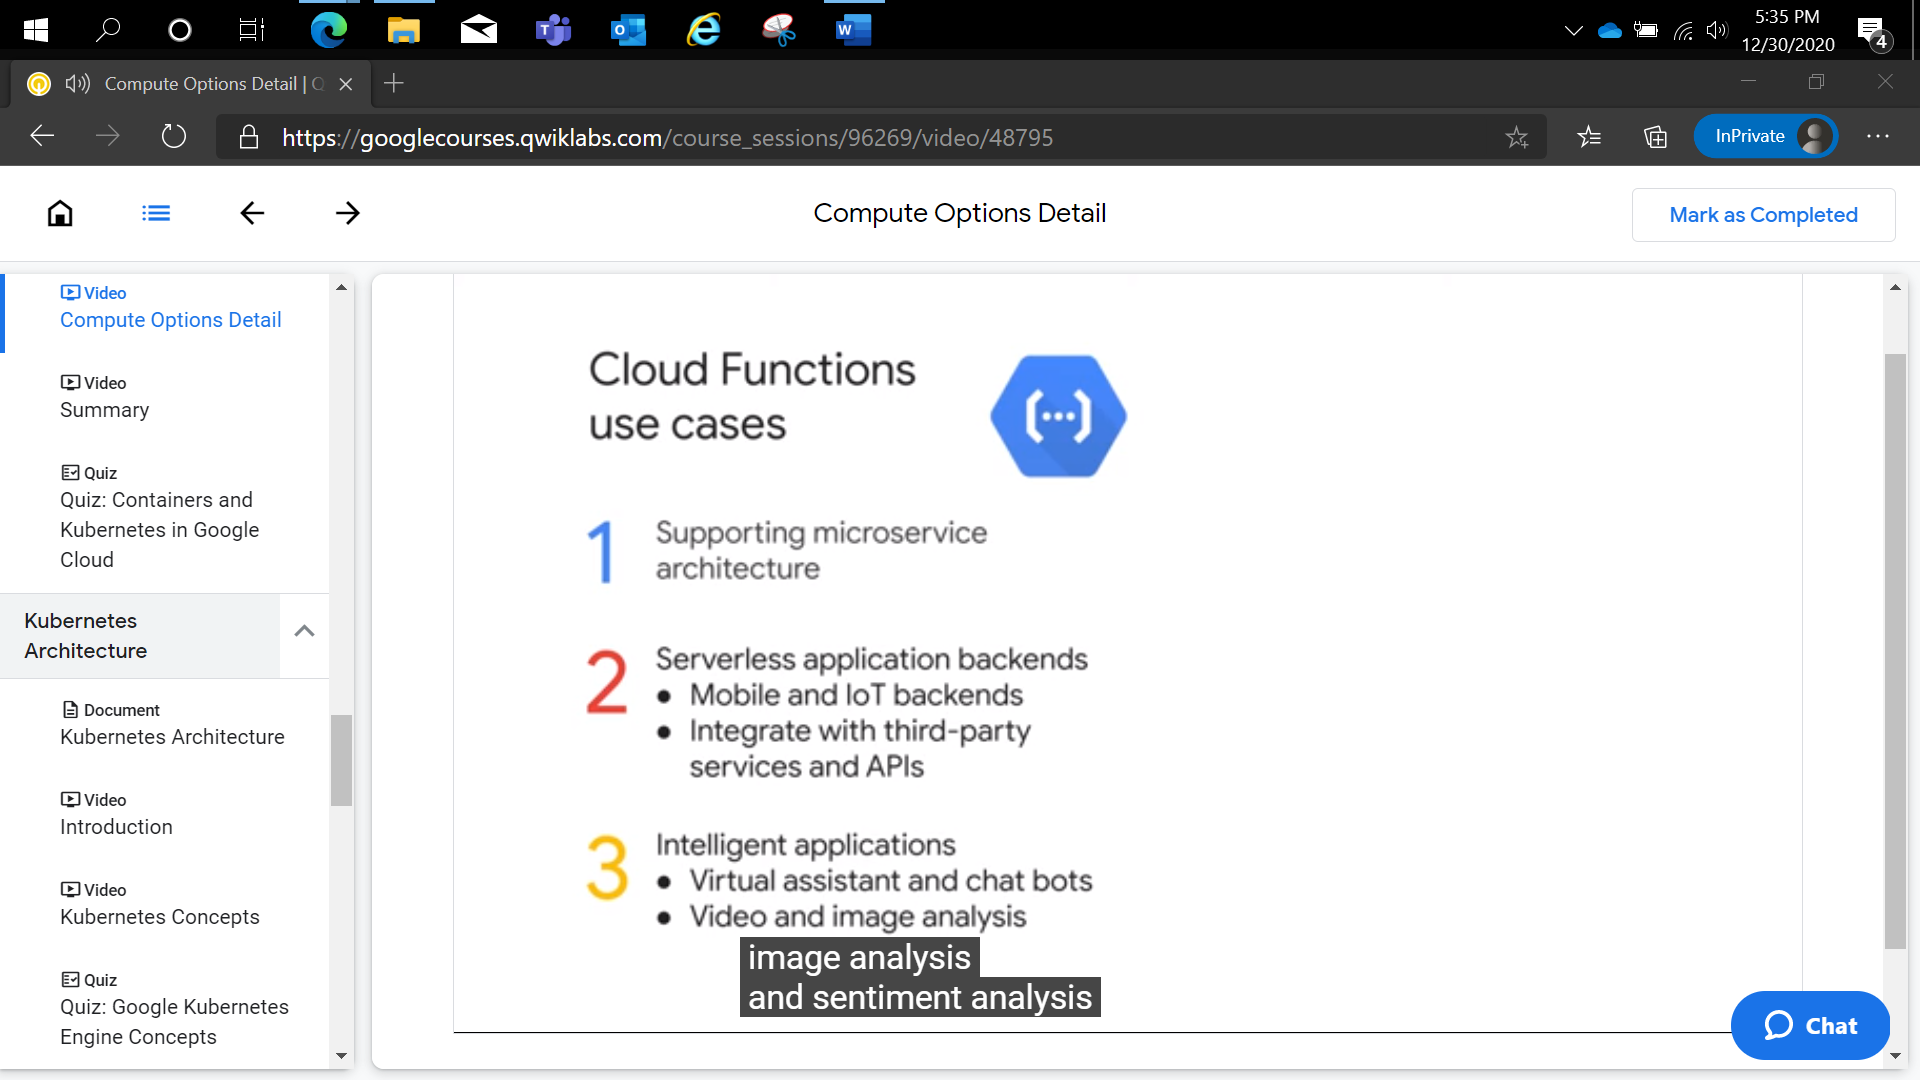 5:35 PM
12/30/2020
4
Compute Options Detail | Q
https://googlecourses.qwiklabs.com/course_sessions/96269/video/48795
InPrivate
Compute Options Detail
Mark as Completed
Video
Compute Options Detail
Video
Summary
Quiz
Quiz: Containers and
Kubernetes in Google
Cloud
Kubernetes
Architecture
Document
Kubernetes Architecture
Video
Introduction
Video
Kubernetes Concepts
Quiz
Quiz: Google Kubernetes
Engine Concepts
Cloud Functions
use cases
1 Supporting microservice
architecture
2 Serverless application backends
● Mobile and IoT backends
● Integrate with third-party
services and APIs
3 Intelligent applications
● Virtual assistant and chat bots
● Video and image analysis
image analysis
and sentiment analysis
Chat